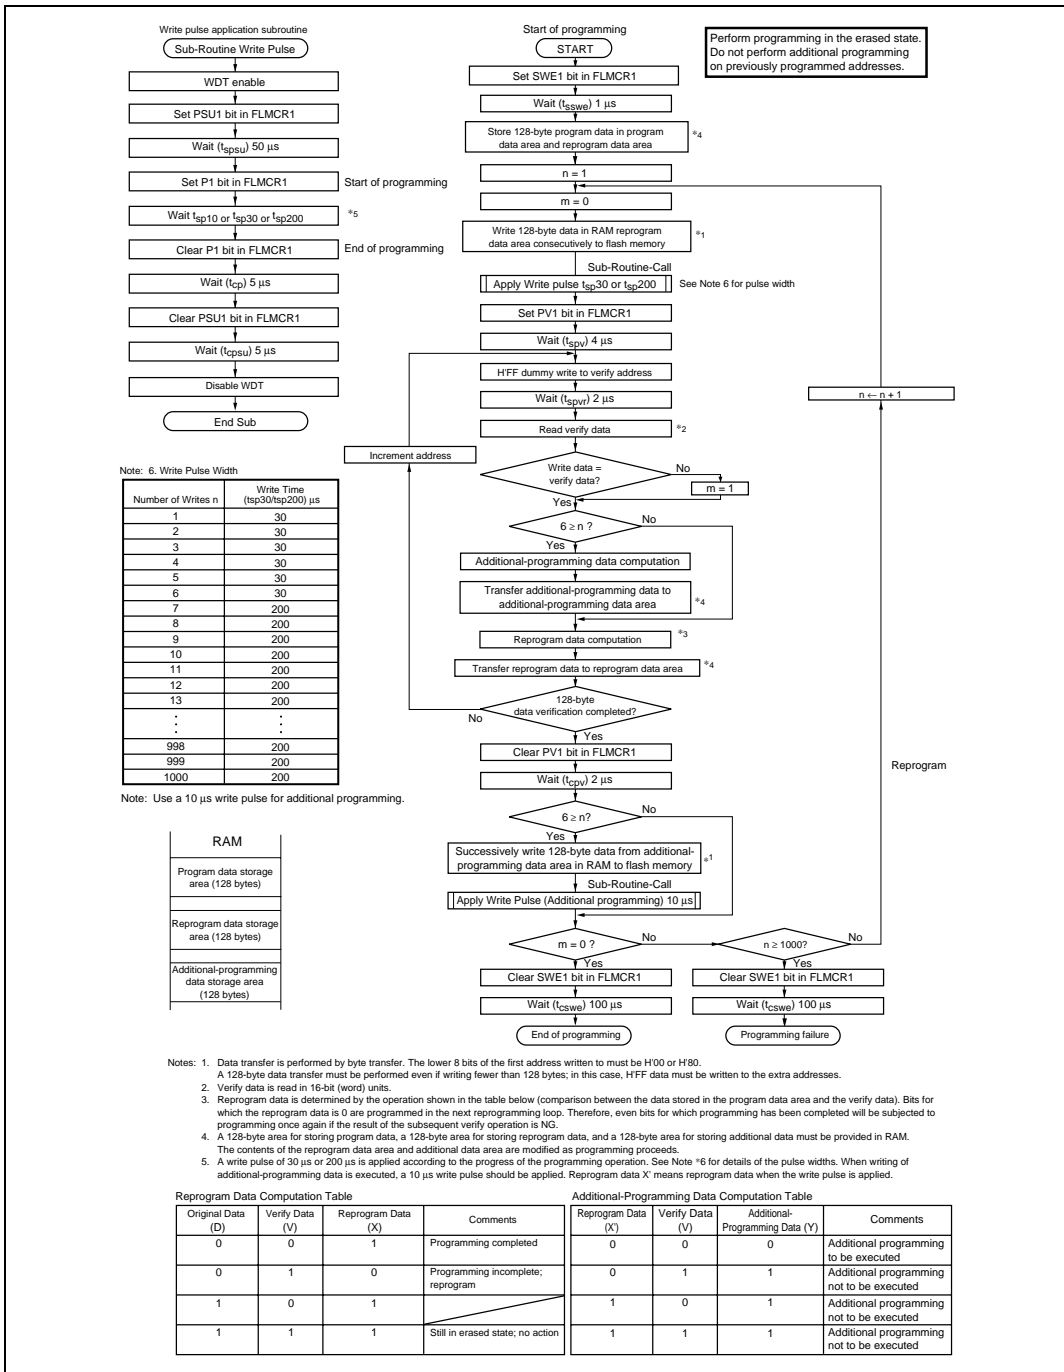 Write pulse application subroutine
Sub-Routine Write Pulse
WDT enable
Set PSU1 bit in FLMCR1
Wait (tspsu) 50 µs
Set P1 bit in FLMCR1
Start of programming
Wait tsp10 or tsp30 or tsp200
*5
Clear P1 bit in FLMCR1
End of programming
Wait (tcp) 5 µs
Clear PSU1 bit in FLMCR1
Wait (tcpsu) 5 µs
Disable WDT
End Sub
Start of programming
START
Perform programming in the erased state.
Do not perform additional programming
on previously programmed addresses.
Set SWE1 bit in FLMCR1
Wait (tsswe) 1 µs
Store 128-byte program data in program
data area and reprogram data area
*4
n = 1
m = 0
Write 128-byte data in RAM reprogram
data area consecutively to flash memory
*1
Sub-Routine-Call
Apply Write pulse tsp30 or tsp200
See Note 6 for pulse width
Set PV1 bit in FLMCR1
Wait (tspv) 4 µs
H'FF dummy write to verify address
Wait (tspvr) 2 µs
Read verify data
*2
Increment address
n ← n + 1
Write data =
verify data?
No
m = 1
Yes
6 ≥ n ?
No
Yes
Additional-programming data computation
Transfer additional-programming data to
additional-programming data area
*4
Reprogram data computation
*3
Transfer reprogram data to reprogram data area
*4
128-byte
data verification completed?
No
Yes
Clear PV1 bit in FLMCR1
Reprogram
Wait (tcpv) 2 µs
6 ≥ n?
No
Yes
Successively write 128-byte data from additional-
programming data area in RAM to flash memory
*1
Sub-Routine-Call
Apply Write Pulse (Additional programming) 10 µs
m = 0 ?
No
n ≥ 1000?
No
Yes
Yes
Clear SWE1 bit in FLMCR1
Clear SWE1 bit in FLMCR1
Wait (tcswe) 100 µs
Wait (tcswe) 100 µs
End of programming
Programming failure
Note: 6. Write Pulse Width
Number of Writes n
Write Time
(tsp30/tsp200) µs
1 30
2 30
3 30
4 30
5 30
6 30
7 200
8 200
9 200
10 200
11 200
12 200
13 200
998 200
999 200
1000 200
Note: Use a 10 µs write pulse for additional programming.
RAM
Program data storage
area (128 bytes)
Reprogram data storage
area (128 bytes)
Additional-programming
data storage area
(128 bytes)
Notes: 1. Data transfer is performed by byte transfer. The lower 8 bits of the first address written to must be H'00 or H'80.
A 128-byte data transfer must be performed even if writing fewer than 128 bytes; in this case, H'FF data must be written to the extra addresses.
2. Verify data is read in 16-bit (word) units.
3. Reprogram data is determined by the operation shown in the table below (comparison between the data stored in the program data area and the verify data). Bits for
which the reprogram data is 0 are programmed in the next reprogramming loop. Therefore, even bits for which programming has been completed will be subjected to
programming once again if the result of the subsequent verify operation is NG.
4. A 128-byte area for storing program data, a 128-byte area for storing reprogram data, and a 128-byte area for storing additional data must be provided in RAM.
The contents of the reprogram data area and additional data area are modified as programming proceeds.
5. A write pulse of 30 µs or 200 µs is applied according to the progress of the programming operation. See Note *6 for details of the pulse widths. When writing of
additional-programming data is executed, a 10 µs write pulse should be applied. Reprogram data X' means reprogram data when the write pulse is applied.
Reprogram Data Computation Table
Original Data
(D)
Verify Data
(V)
Reprogram Data
(X)
Comments
0 0 1 Programming completed
0 1 0 Programming incomplete;
reprogram
1 0 1
1 1 1 Still in erased state; no action
Additional-Programming Data Computation Table
Reprogram Data
(X')
Verify Data
(V)
Additional-
Programming Data (Y)
Comments
0 0 0 Additional programming
to be executed
0 1 1 Additional programming
not to be executed
1 0 1 Additional programming
not to be executed
1 1 1 Additional programming
not to be executed